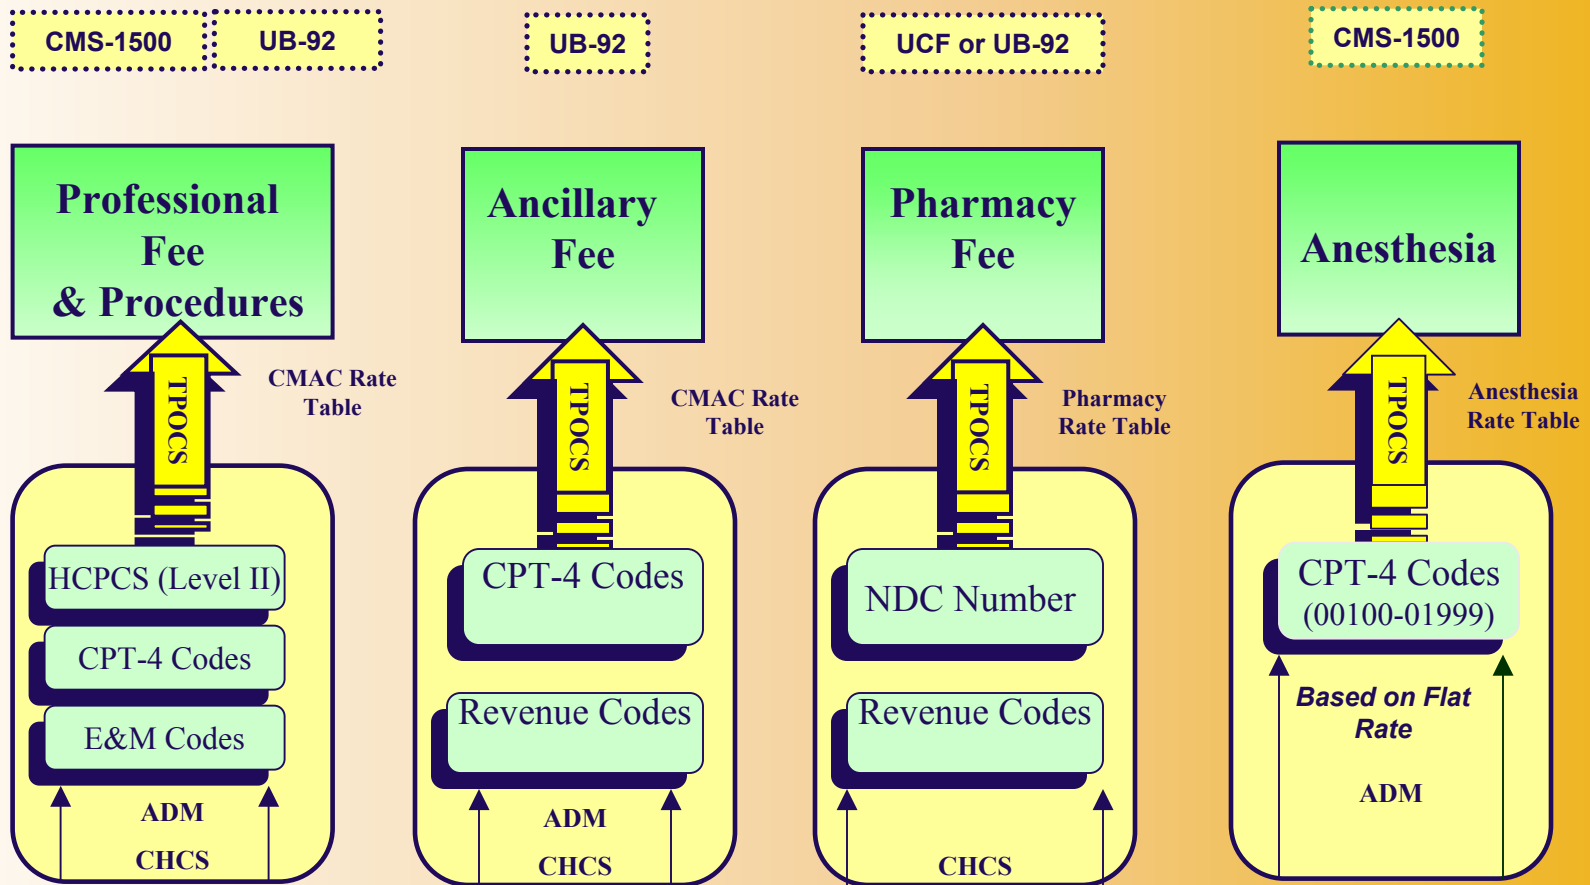 CMS-1500
UB-92
UB-92
UCF or UB-92
CMS-1500
Professional
Fee
& Procedures
TPOCS
CMAC Rate
Table
HCPCS (Level II)
CPT-4 Codes
E&M Codes
ADM
CHCS
Ancillary
Fee
TPOCS
CMAC Rate
Table
CPT-4 Codes
Revenue Codes
ADM
CHCS
Pharmacy
Fee
TPOCS
Pharmacy
Rate Table
NDC Number
Revenue Codes
CHCS
Anesthesia
TPOCS
Anesthesia
Rate Table
CPT-4 Codes
(00100-01999)
Based on Flat
Rate
ADM